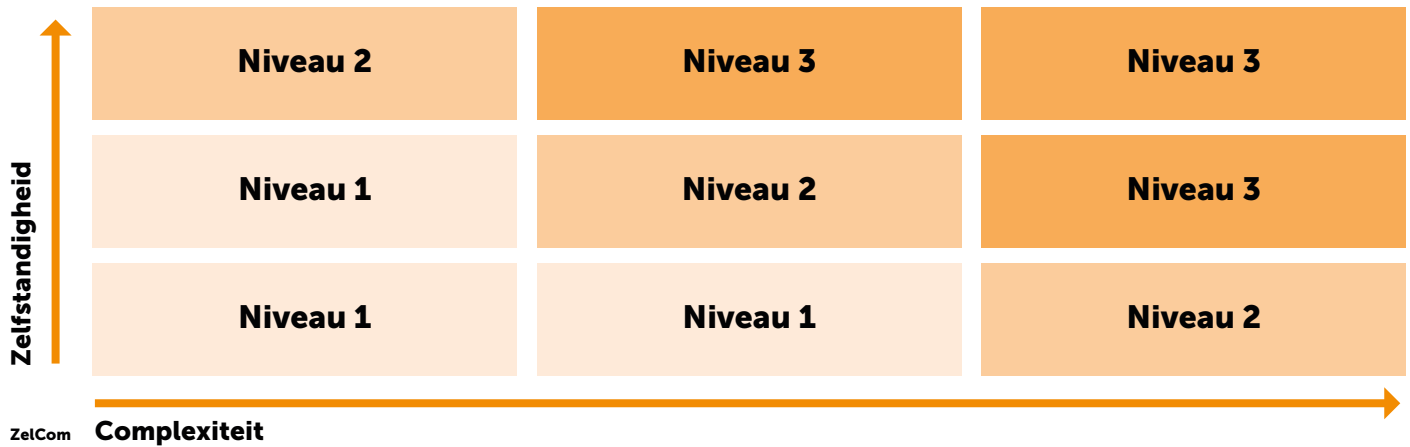 Niveau 2 Niveau 3 Niveau 3
Niveau 1 Niveau 2 Niveau 3
Niveau 1 Niveau 1 Niveau 2
Zelfstandigheid
ZelCom Complexiteit